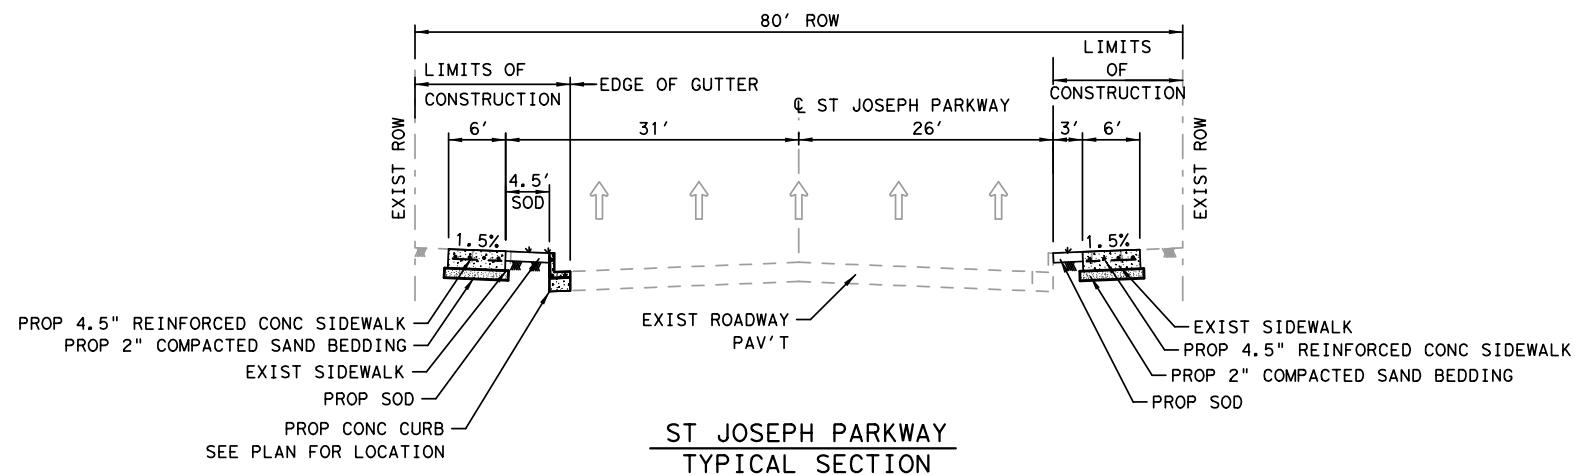 80' ROW
LIMITS OF
CONSTRUCTION
EDGE OF GUTTER
LIMITS
OF
CONSTRUCTION
℄ ST JOSEPH PARKWAY
6'
31'
26'
3'
6'
EXIST ROW
EXIST ROW
4.5'
SOD
1.5%
1.5%
PROP 4.5" REINFORCED CONC SIDEWALK
PROP 2" COMPACTED SAND BEDDING
EXIST SIDEWALK
PROP SOD
PROP CONC CURB
SEE PLAN FOR LOCATION
EXIST ROADWAY
PAV'T
EXIST SIDEWALK
PROP 4.5" REINFORCED CONC SIDEWALK
PROP 2" COMPACTED SAND BEDDING
PROP SOD
ST JOSEPH PARKWAY
TYPICAL SECTION